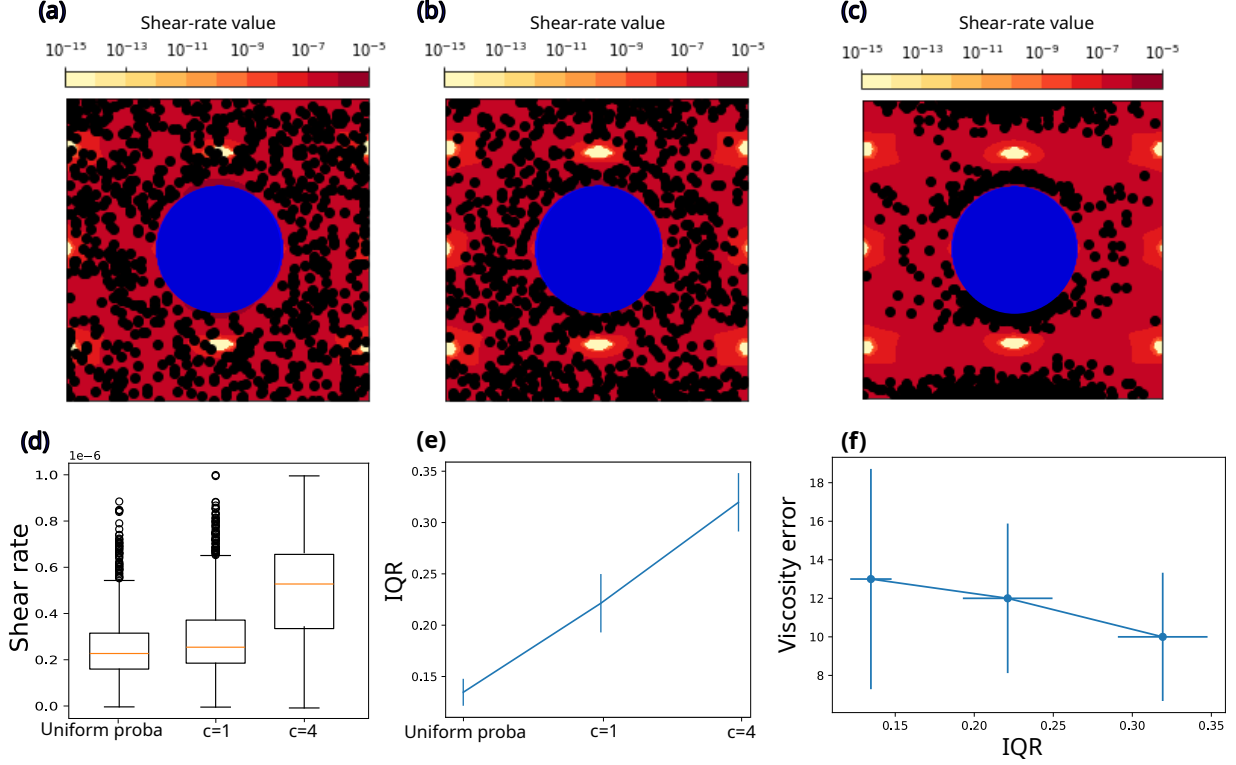 (a) (b) (c)
Shear-rate value Shear-rate value Shear-rate value
10⁻¹⁵ 10⁻¹³ 10⁻¹¹ 10⁻⁹ 10⁻⁷ 10⁻⁵ 10⁻¹⁵ 10⁻¹³ 10⁻¹¹ 10⁻⁹ 10⁻⁷ 10⁻⁵ 10⁻¹⁵ 10⁻¹³ 10⁻¹¹ 10⁻⁹ 10⁻⁷ 10⁻⁵
(d)
1e−6
Shear rate
1.0
0.8
0.6
0.4
0.2
0.0
Uniform proba c=1 c=4
(e)
IQR
0.35
0.30
0.25
0.20
0.15
Uniform proba c=1 c=4
(f)
Viscosity error
18
16
14
12
10
8
0.15 0.20 0.25 0.30 0.35
IQR